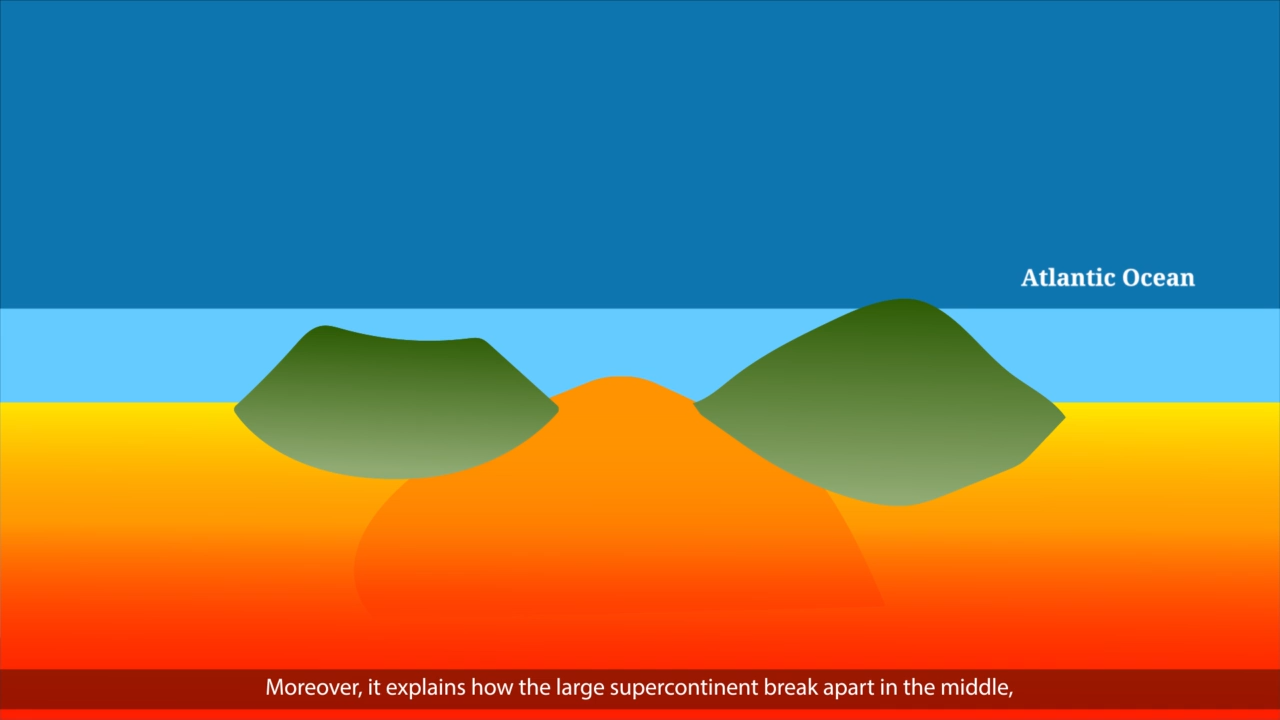 Atlantic Ocean
Moreover, it explains how the large supercontinent break apart in the middle,